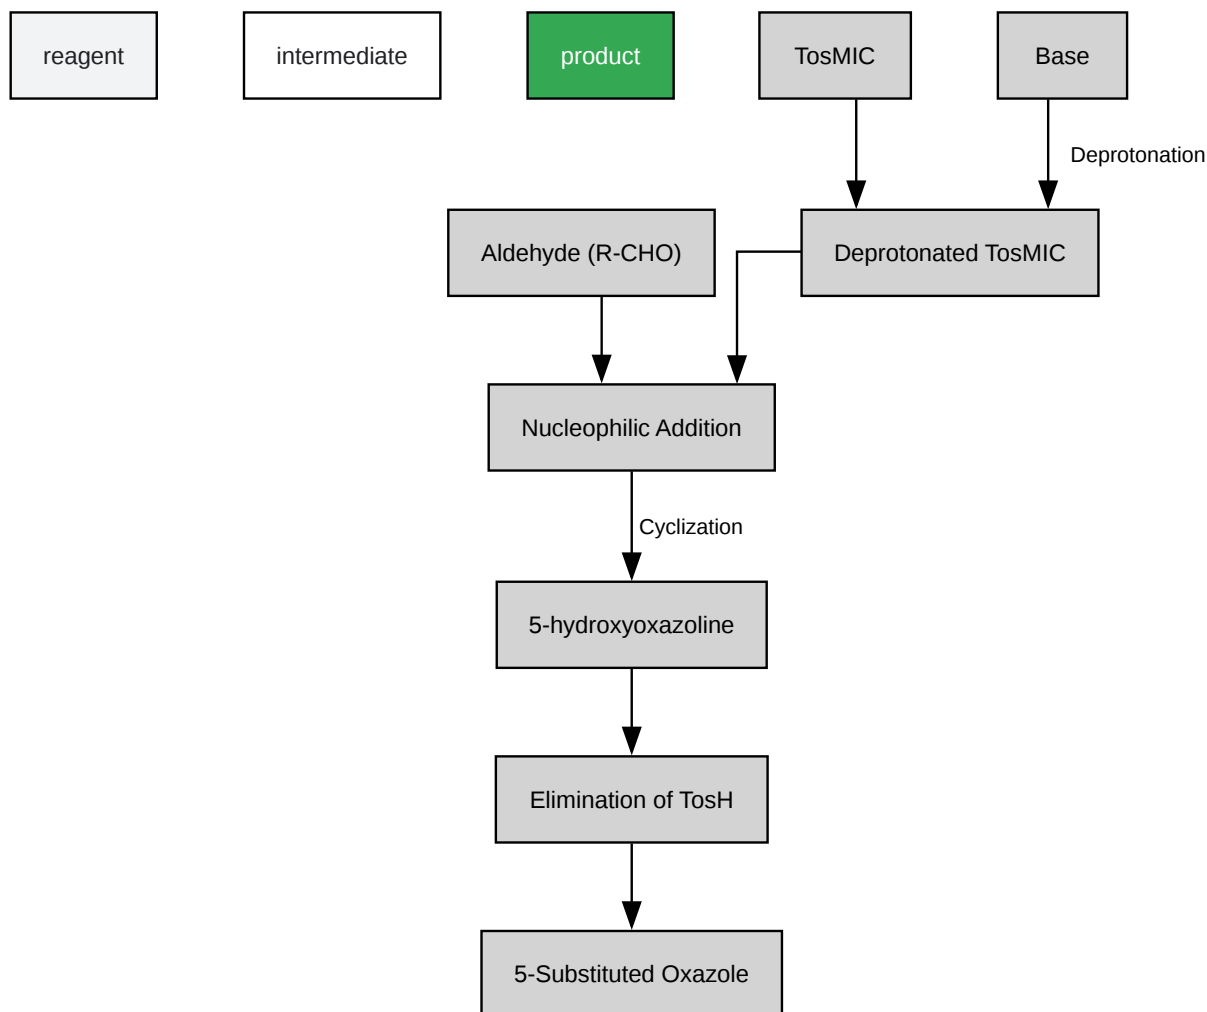 reagent
intermediate
product
TosMIC
Base
Deprotonation
Aldehyde (R-CHO)
Deprotonated TosMIC
Nucleophilic Addition
Cyclization
5-hydroxyoxazoline
Elimination of TosH
5-Substituted Oxazole